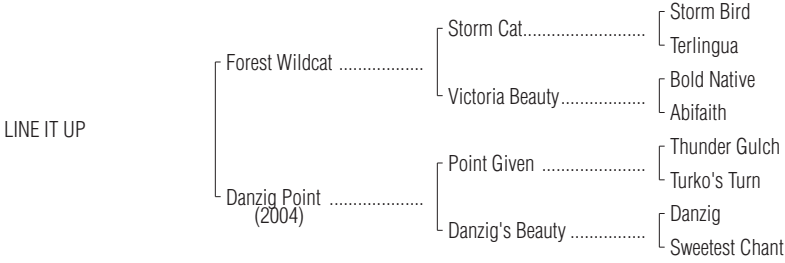 Storm Bird
Storm Cat..........................
Terlingua
Forest Wildcat ..................
Bold Native
Victoria Beauty..................
Abifaith
LINE IT UP
Thunder Gulch
Point Given ......................
Turko's Turn
Danzig Point ....................
(2004)
Danzig
Danzig's Beauty ................
Sweetest Chant